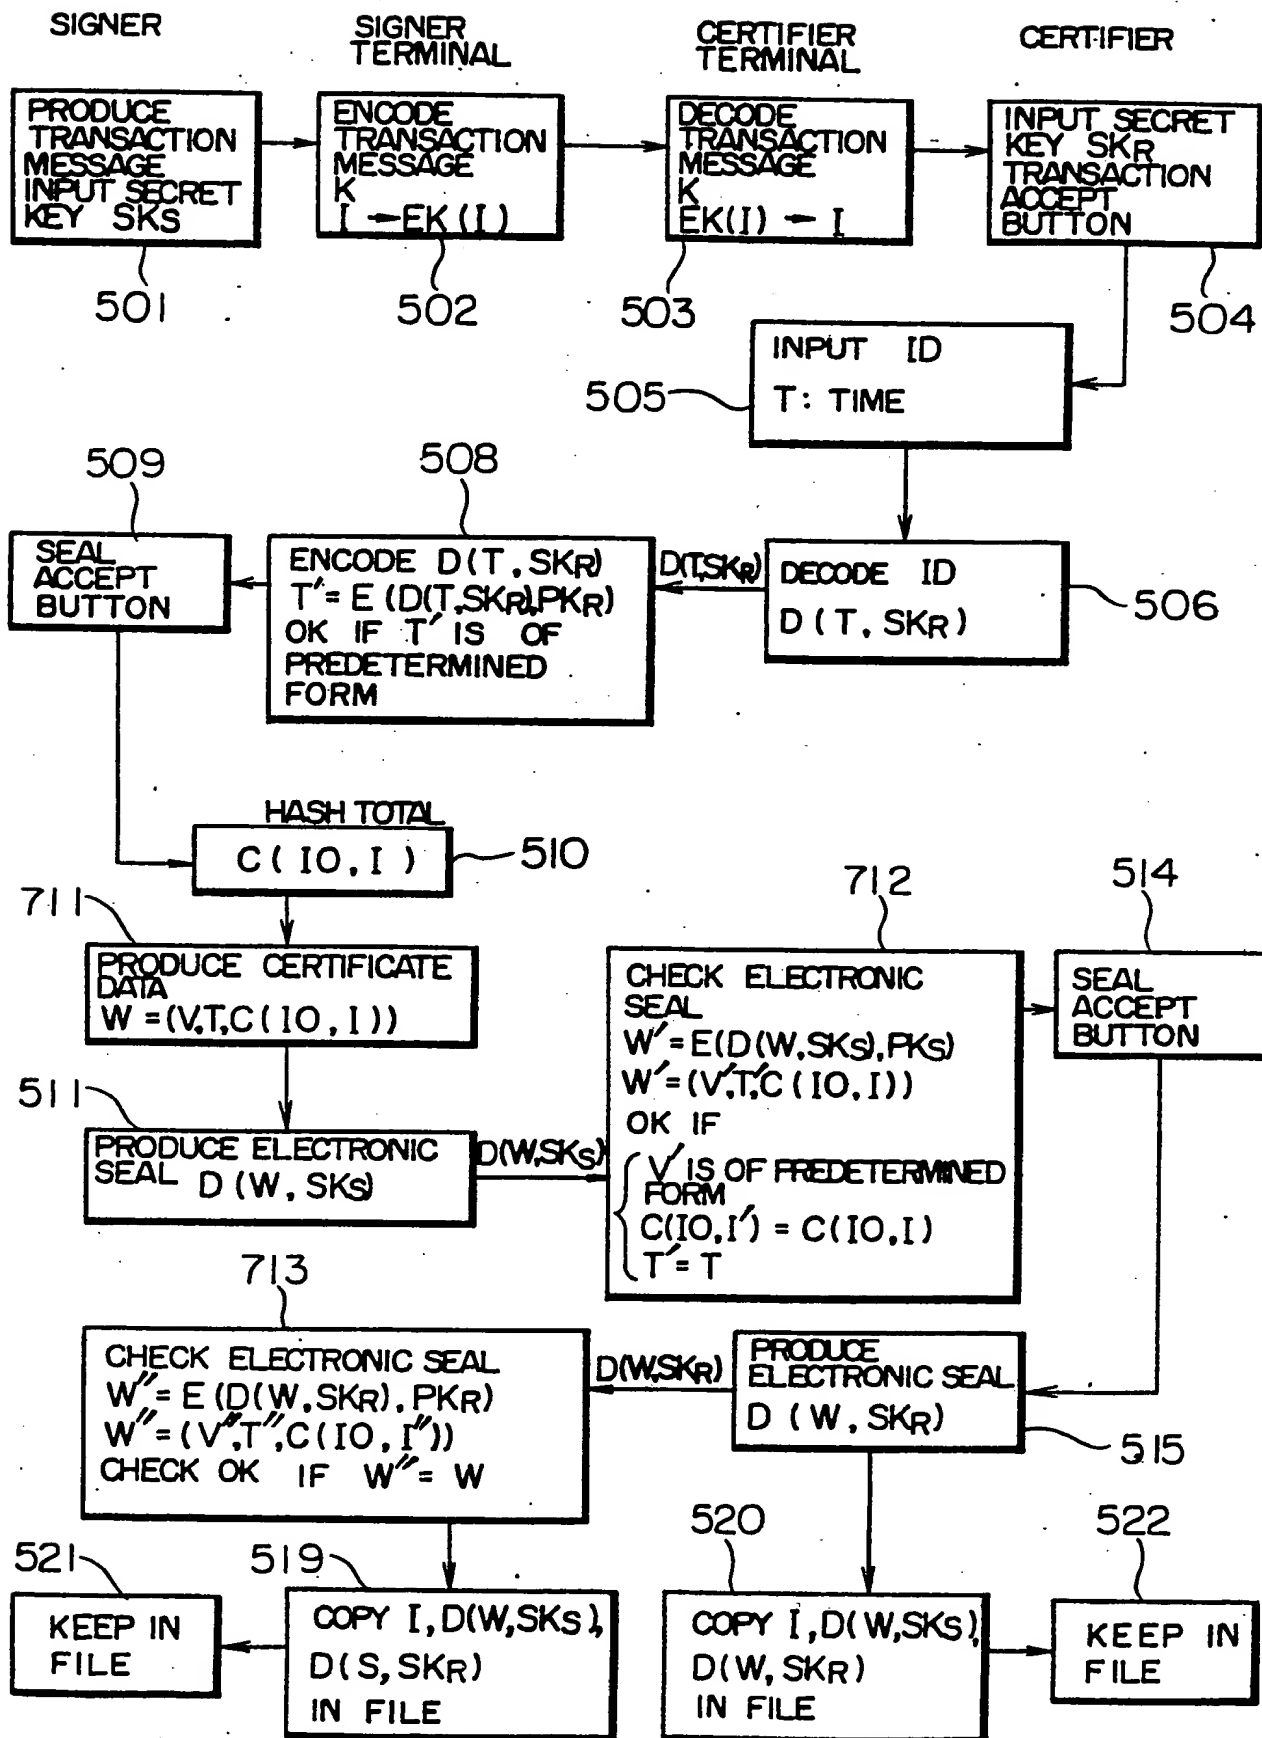 SIGNER
SIGNER
TERMINAL
CERTIFIER
TERMINAL
CERTIFIER
PRODUCE
TRANSACTION
MESSAGE
INPUT SECRET
KEY SKS
501
ENCODE
TRANSACTION
MESSAGE
K
I → EK(I)
502
DECODE
TRANSACTION
MESSAGE
K
EK(I) → I
503
INPUT SECRET
KEY SKR
TRANSACTION
ACCEPT
BUTTON
504
INPUT ID
T: TIME
505
509
508
SEAL
ACCEPT
BUTTON
ENCODE D(T, SKR)
T′= E (D(T,SKR),PKR)
OK IF T′ IS OF
PREDETERMINED
FORM
D(T,SKR)
DECODE ID
D(T, SKR)
506
HASH TOTAL
C(IO, I)
510
711
PRODUCE CERTIFICATE
DATA
W =(V,T,C(IO, I))
712
CHECK ELECTRONIC
SEAL
W′=E(D(W,SKS),PKS)
W′=(V′,T′,C(IO, I))
OK IF
V′ IS OF PREDETERMINED
FORM
C(IO,I′) = C(IO,I)
T′= T
514
SEAL
ACCEPT
BUTTON
511
PRODUCE ELECTRONIC
SEAL D(W, SKS)
D(W,SKS)
713
CHECK ELECTRONIC SEAL
W″= E (D(W,SKR), PKR)
W″= (V″,T″,C(IO, I″))
CHECK OK IF W″= W
D(W,SKR)
PRODUCE
ELECTRONIC SEAL
D (W, SKR)
515
521
KEEP IN
FILE
519
COPY I, D(W,SKS),
D(S, SKR)
IN FILE
520
COPY I, D(W,SKS),
D(W, SKR)
IN FILE
522
KEEP IN
FILE